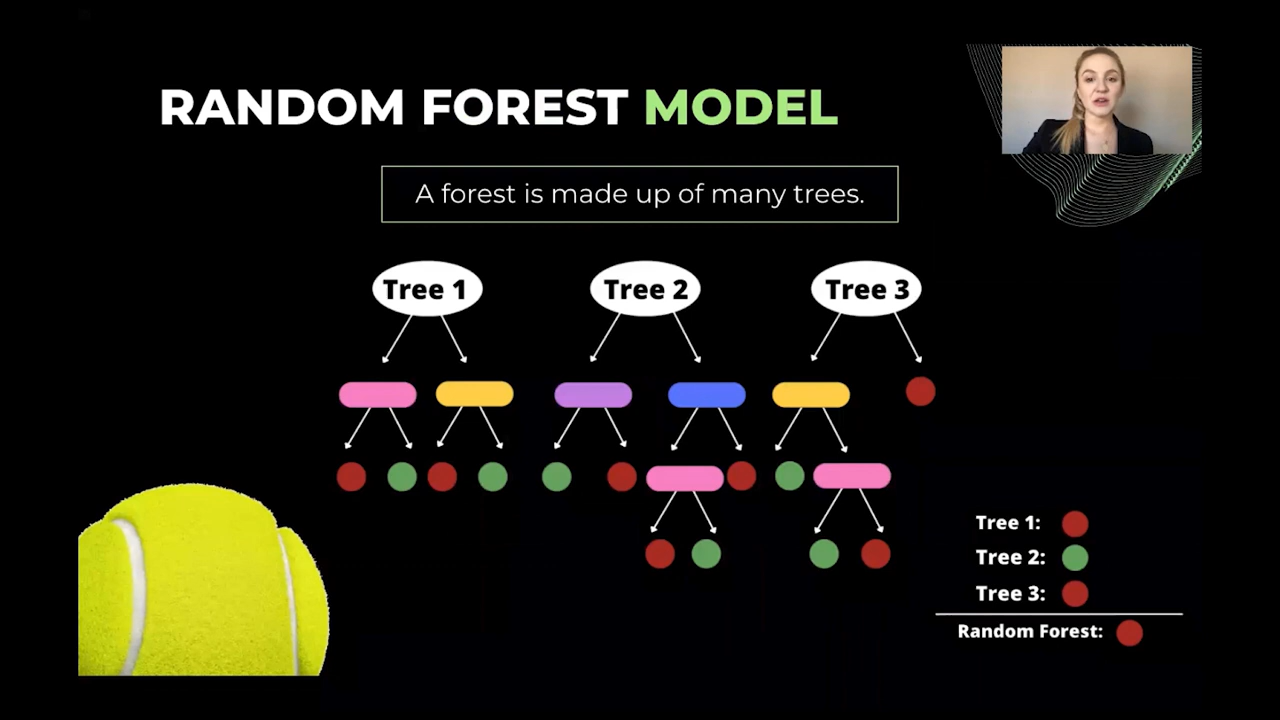 RANDOM FOREST MODEL
A forest is made up of many trees.
Tree 1
Tree 2
Tree 3
Tree 1:
Tree 2:
Tree 3:
Random Forest: